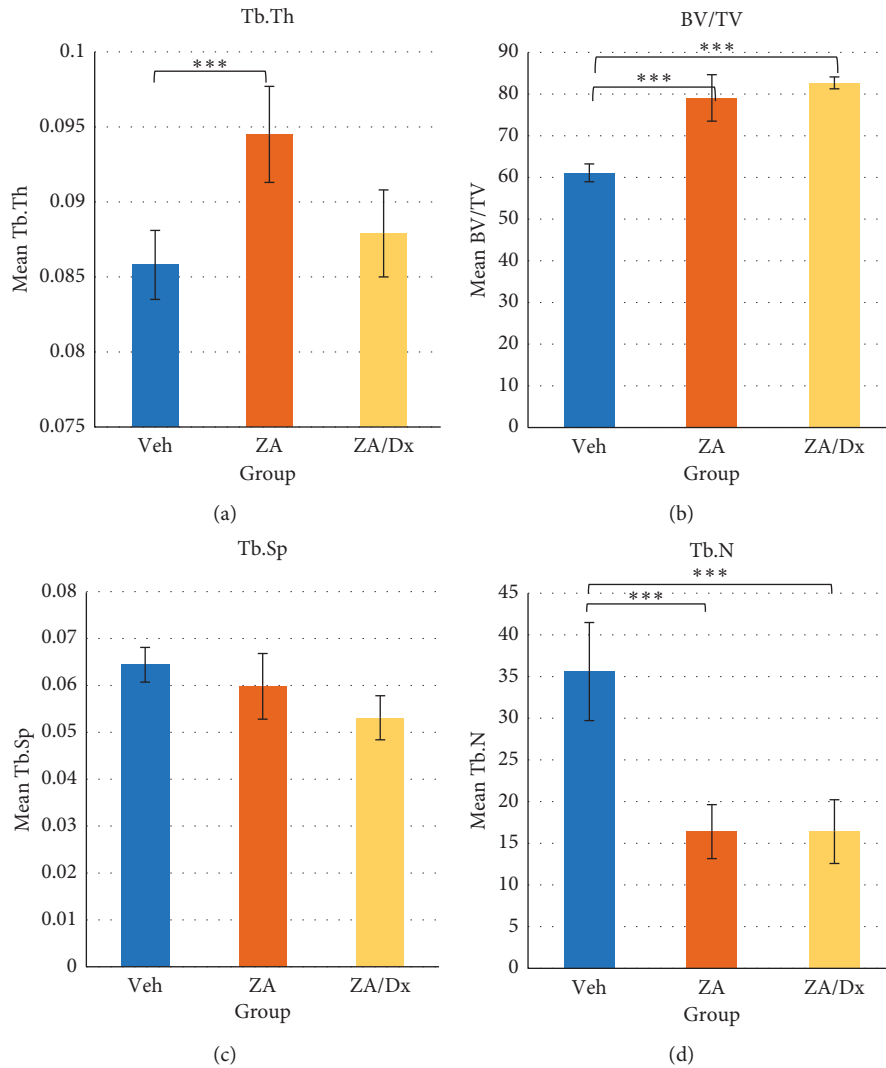 Tb.Th
0.1
0.095
0.09
0.085
0.08
0.075
Mean Tb.Th
***
Veh ZA ZA/Dx
Group
(a)
BV/TV
90
80
70
60
50
40
30
20
10
0
Mean BV/TV
***
***
Veh ZA ZA/Dx
Group
(b)
Tb.Sp
0.08
0.07
0.06
0.05
0.04
0.03
0.02
0.01
0
Mean Tb.Sp
Veh ZA ZA/Dx
Group
(c)
Tb.N
45
40
35
30
25
20
15
10
5
0
Mean Tb.N
***
***
Veh ZA ZA/Dx
Group
(d)